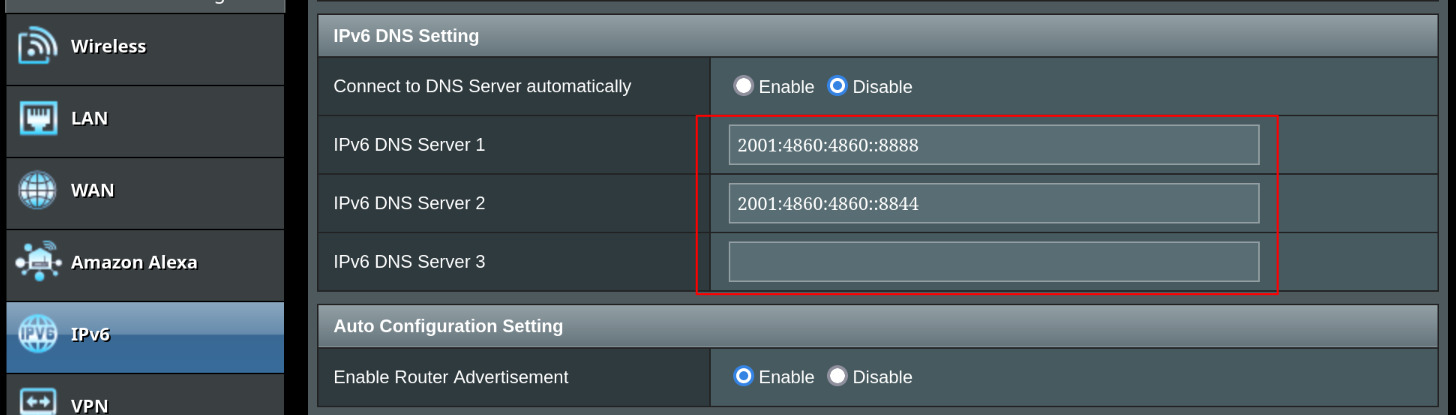 Wireless
LAN
WAN
Amazon Alexa
IPv6
VPN
IPv6 DNS Setting
Connect to DNS Server automatically Enable Disable
IPv6 DNS Server 1 2001:4860:4860::8888
IPv6 DNS Server 2 2001:4860:4860::8844
IPv6 DNS Server 3
Auto Configuration Setting
Enable Router Advertisement Enable Disable